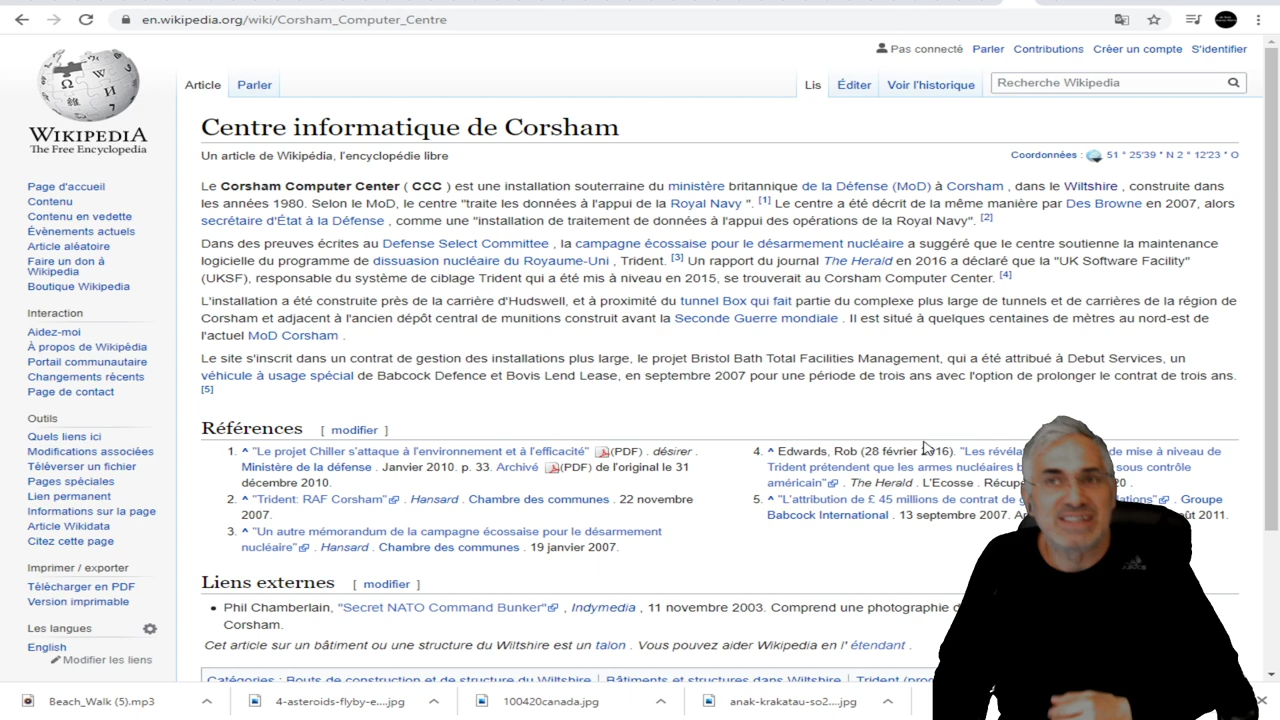 en.wikipedia.org/wiki/Corsham_Computer_Centre
Pas connecté Parler Contributions Créer un compte S'identifier
Article Parler Lis Éditer Voir l'historique Recherche Wikipedia
WIKIPEDIA
The Free Encyclopedia
Page d'accueil
Contenu
Contenu en vedette
Évènements actuels
Article aléatoire
Faire un don à
Wikipedia
Boutique Wikipedia
Interaction
Aidez-moi
À propos de Wikipédia
Portail communautaire
Changements récents
Page de contact
Outils
Quels liens ici
Modifications associées
Télèverser un fichier
Pages spéciales
Lien permanent
Informations sur la page
Article Wikidata
Citez cette page
Imprimer / exporter
Télécharger en PDF
Version imprimable
Les langues
English
Modifier les liens
Centre informatique de Corsham
Un article de Wikipédia, l'encyclopédie libre
Coordonnées : 51 ° 25'39 ° N 2 ° 12'23 ° O
Le Corsham Computer Center ( CCC ) est une installation souterraine du ministère britannique de la Défense (MoD) à Corsham , dans le Wiltshire , construite dans
les années 1980. Selon le MoD, le centre "traite les données à l'appui de la Royal Navy ". [1] Le centre a été décrit de la même manière par Des Browne en 2007, alors
secrétaire d'État à la Défense , comme une "installation de traitement de données à l'appui des opérations de la Royal Navy". [2]
Dans des preuves écrites au Defense Select Committee , la campagne écossaise pour le désarmement nucléaire a suggéré que le centre soutienne la maintenance
logicielle du programme de dissuasion nucléaire du Royaume-Uni , Trident. [3] Un rapport du journal The Herald en 2016 a déclaré que la "UK Software Facility"
(UKSF), responsable du système de ciblage Trident qui a été mis à niveau en 2015, se trouverait au Corsham Computer Center. [4]
L'installation a été construite près de la carrière d'Hudswell, et à proximité du tunnel Box qui fait partie du complexe plus large de tunnels et de carrières de la région de
Corsham et adjacent à l'ancien dépôt central de munitions construit avant la Seconde Guerre mondiale . Il est situé à quelques centaines de mètres au nord-est de
l'actuel MoD Corsham .
Le site s'inscrit dans un contrat de gestion des installations plus large, le projet Bristol Bath Total Facilities Management, qui a été attribué à Debut Services, un
véhicule à usage spécial de Babcock Defence et Bovis Lend Lease, en septembre 2007 pour une période de trois ans avec l'option de prolonger le contrat de trois ans.
[5]
Références [ modifier ]
1. ^ "Le projet Chiller s'attaque à l'environnement et à l'efficacité" (PDF) . désirer .
Ministère de la défense . Janvier 2010. p. 33. Archivé (PDF) de l'original le 31
décembre 2010.
2. ^ "Trident: RAF Corsham" . Hansard . Chambre des communes . 22 novembre
2007.
3. ^ "Un autre mémorandum de la campagne écossaise pour le désarmement
nucléaire" . Hansard . Chambre des communes . 19 janvier 2007.
4. ^ Edwards, Rob (28 février 2016). "Les de mise à niveau de
Trident prétendent que les armes nucléaires sous contrôle
américain" . The Herald . L'Ecosse .
5. ^ "L'attribution de £ 45 millions de contrat de Groupe
Babcock International . 13 septembre 2007. août 2011.
Liens externes [ modifier ]
• Phil Chamberlain, "Secret NATO Command Bunker" , Indymedia , 11 novembre 2003. Comprend une photographie
Corsham.
Cet article sur un bâtiment ou une structure du Wiltshire est un talon . Vous pouvez aider Wikipedia en l' étendant .
Catégories : Bouts de construction et de structure du Wiltshire | Bâtiments et structures dans Wiltshire | Trident
Beach_Walk (5).mp3 4-asteroids-flyby-e....jpg 100420canada.jpg anak-krakatau-so2....jpg